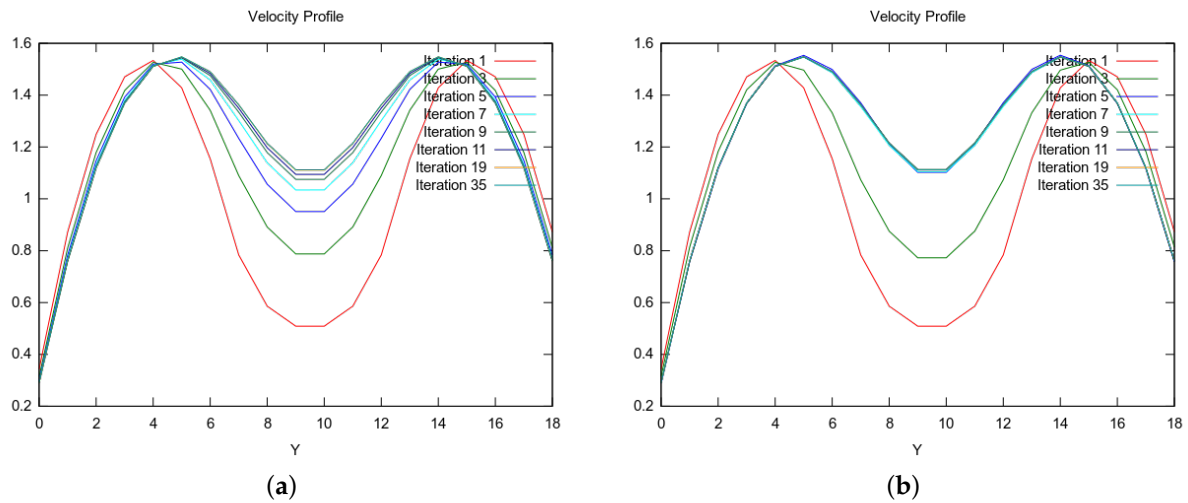 Velocity Profile
1.6
1.4
1.2
1
0.8
0.6
0.4
0.2
0 2 4 6 8 10 12 14 16 18
Y
Iteration 1
Iteration 3
Iteration 5
Iteration 7
Iteration 9
Iteration 11
Iteration 19
Iteration 35
(a)
Velocity Profile
1.6
1.4
1.2
1
0.8
0.6
0.4
0.2
0 2 4 6 8 10 12 14 16 18
Y
Iteration 1
Iteration 3
Iteration 5
Iteration 7
Iteration 9
Iteration 11
Iteration 19
Iteration 35
(b)